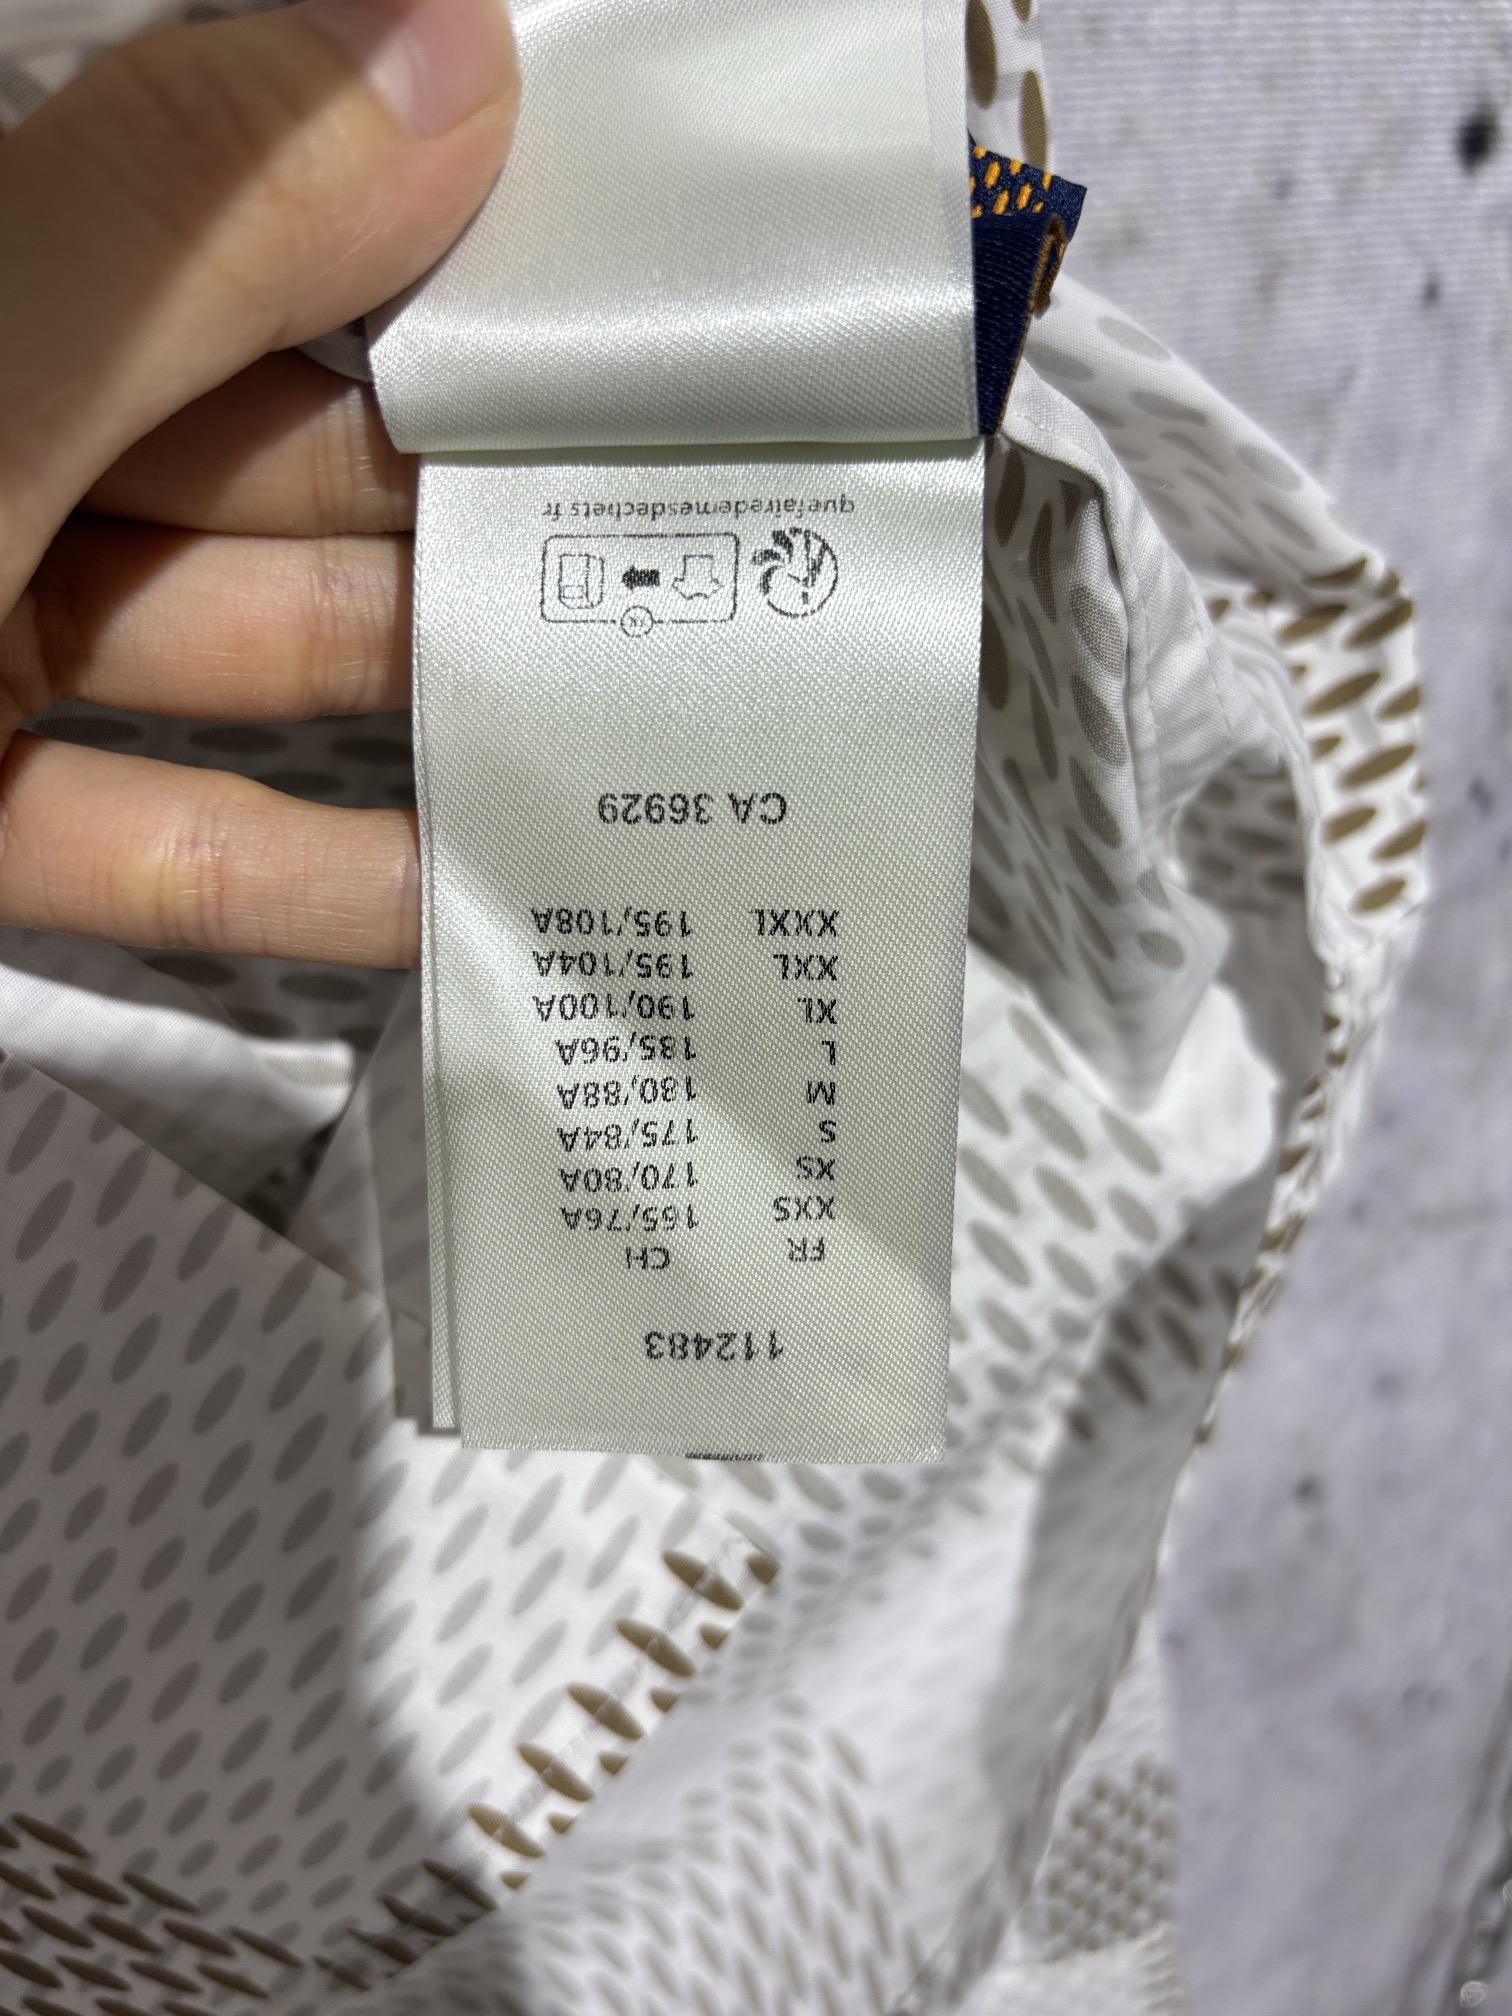 112483
FR CH
XXS 165/76A
XS 170/80A
S 175/84A
M 180/88A
L 185/96A
XL 190/100A
XXL 195/104A
XXXL 195/108A
CA 36929
FR
quefairedemesdechets.fr